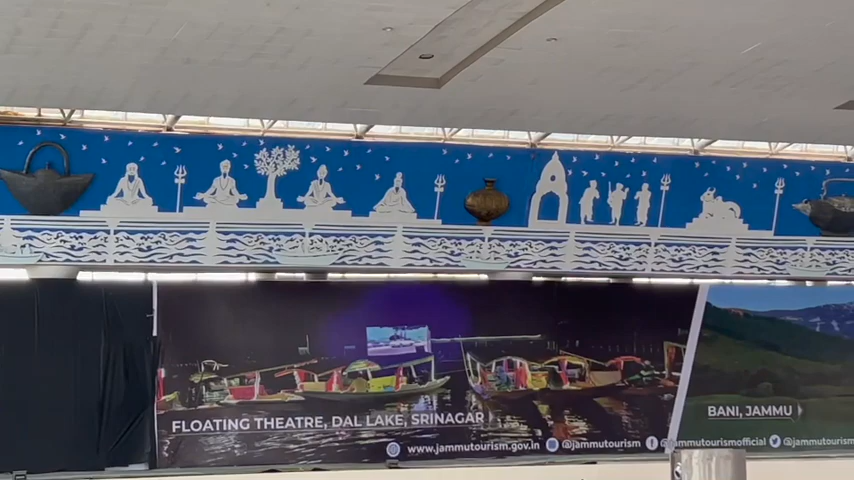 FLOATING THEATRE, DAL LAKE, SRINAGAR
www.jammutourism.gov.in @jammutourism @jammutourismofficial @jammutourism
BANI, JAMMU